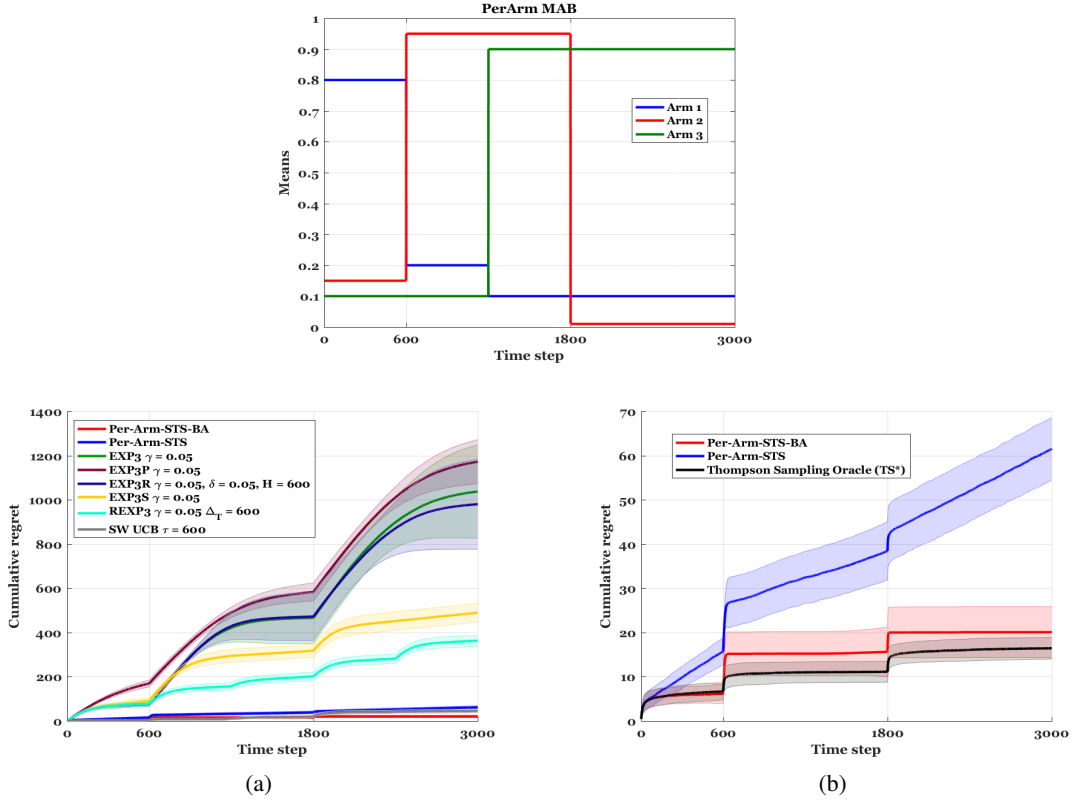 PerArm MAB
1
0.9
0.8
0.7
0.6
0.5
0.4
0.3
0.2
0.1
0
Means
Arm 1
Arm 2
Arm 3
0 600 1800 3000
Time step
1400
1200
1000
800
600
400
200
0
Cumulative regret
Per-Arm-STS-BA
Per-Arm-STS
EXP3 γ = 0.05
EXP3P γ = 0.05
EXP3R γ = 0.05, δ = 0.05, H = 600
EXP3S γ = 0.05
REXP3 γ = 0.05 Δ_T = 600
SW UCB τ = 600
0 600 1800 3000
Time step
(a)
70
60
50
40
30
20
10
0
Cumulative regret
Per-Arm-STS-BA
Per-Arm-STS
Thompson Sampling Oracle (TS*)
0 600 1800 3000
Time step
(b)